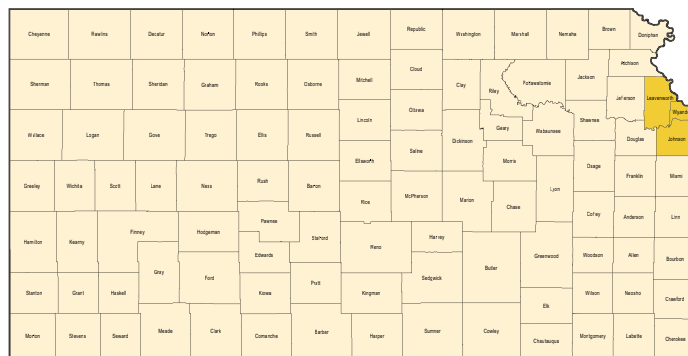 Cheyenne Rawlins Decatur Norton Phillips Smith Jewell Republic Washington Marshall Nemaha Brown Doniphan
Atchison
Sherman Thomas Sheridan Graham Rooks Osborne Mitchell Cloud Clay Riley Pottawatomie Jackson Jefferson Leavenworth Wyandotte
Wallace Logan Gove Trego Ellis Russell Lincoln Ottawa Dickinson Geary Wabaunsee Shawnee Douglas Johnson
Ellsworth Saline Morris
Greeley Wichita Scott Lane Ness Rush Barton Rice McPherson Marion Chase Lyon Osage Franklin Miami
Hamilton Kearny Finney Hodgeman Pawnee Stafford Reno Harvey Coffey Anderson Linn
Gray Ford Edwards Sedgwick Butler Greenwood Woodson Allen Bourbon
Stanton Grant Haskell Kiowa Pratt Kingman Elk Wilson Neosho Crawford
Morton Stevens Seward Meade Clark Comanche Barber Harper Sumner Cowley Chautauqua Montgomery Labette Cherokee